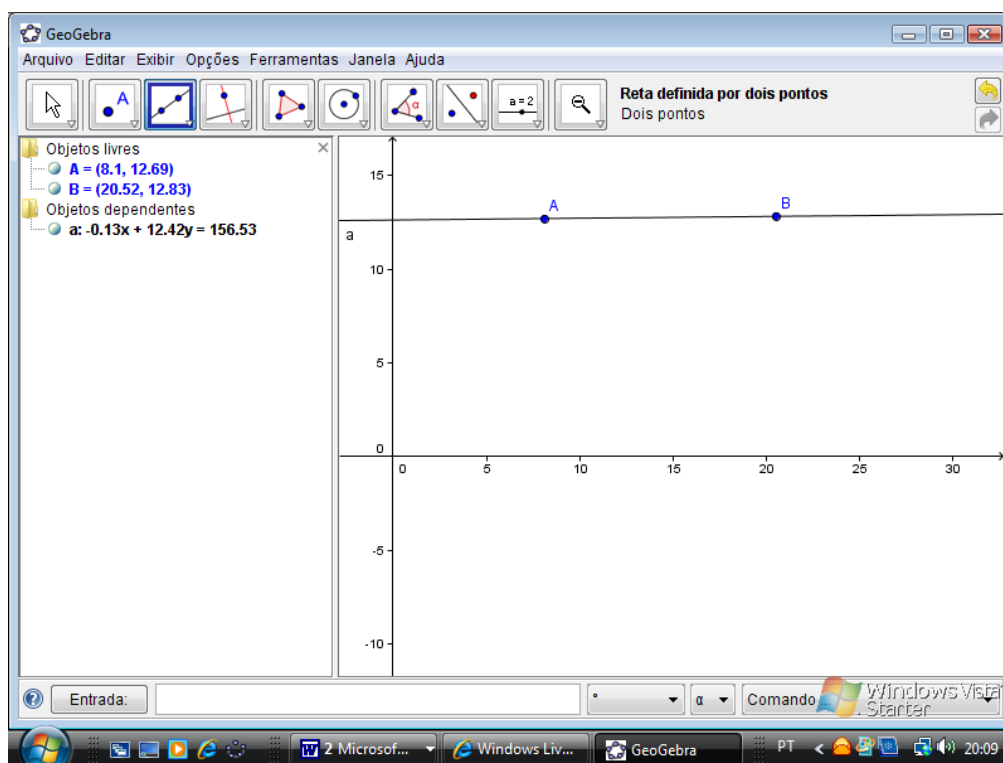 GeoGebra
Arquivo Editar Exibir Opções Ferramentas Janela Ajuda
A
α
a = 2
Reta definida por dois pontos
Dois pontos
Objetos livres
A = (8.1, 12.69)
B = (20.52, 12.83)
Objetos dependentes
a: -0.13x + 12.42y = 156.53
15
A
B
a
10
5
0
0 5 10 15 20 25 30
-5
-10
Entrada:
°
α
Comando ...
Windows Vista
Starter
2 Microsof...
Windows Liv...
GeoGebra
PT
<
20:09